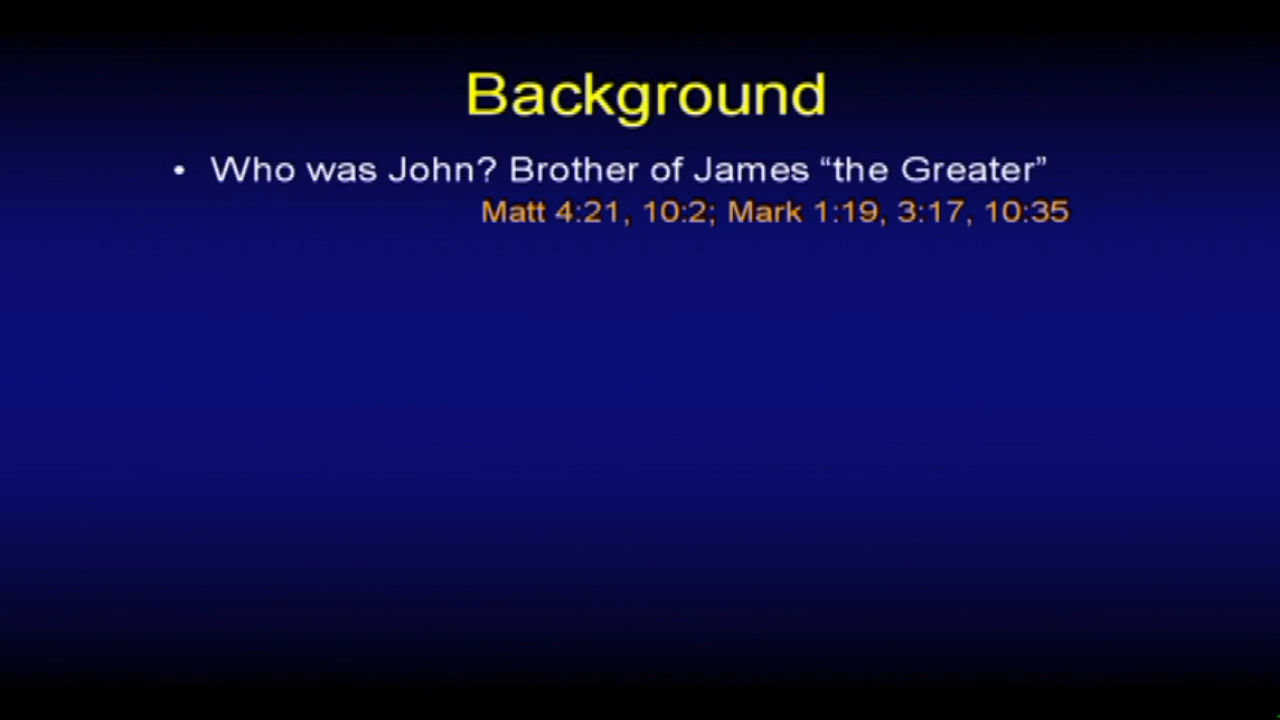 Background
• Who was John? Brother of James “the Greater”
Matt 4:21, 10:2; Mark 1:19, 3:17, 10:35